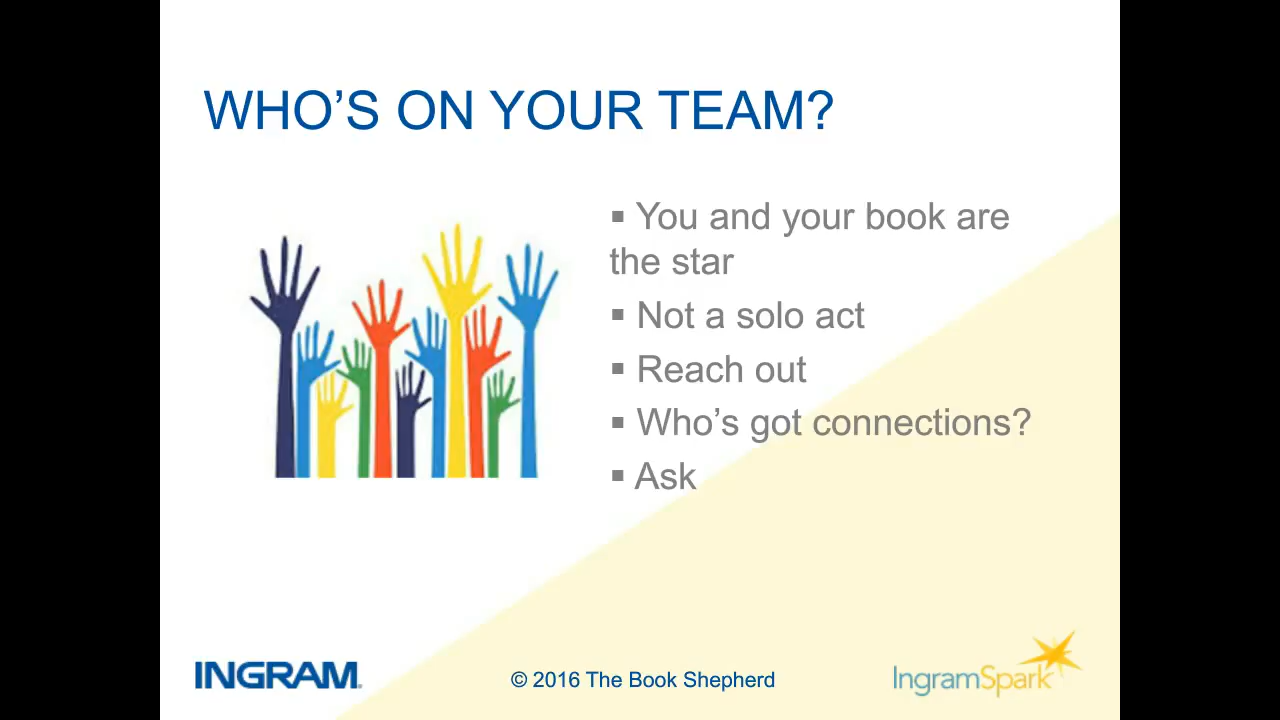 WHO’S ON YOUR TEAM?
▪ You and your book are
the star
▪ Not a solo act
▪ Reach out
▪ Who’s got connections?
▪ Ask
INGRAM
© 2016 The Book Shepherd
IngramSpark